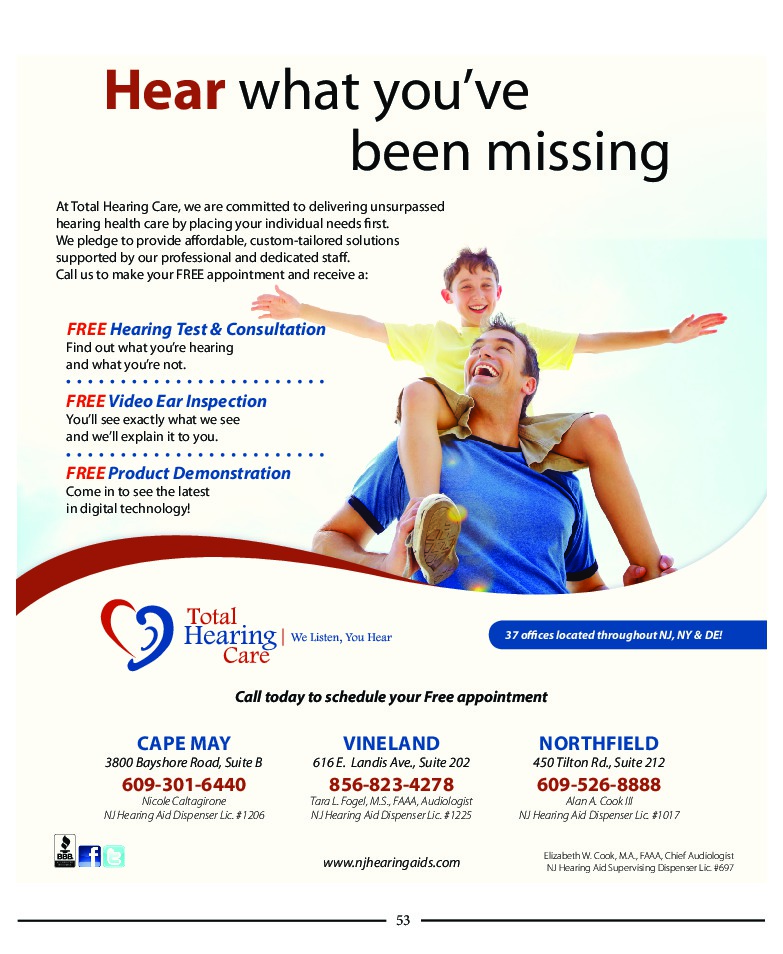 Hear what you've
been missing
At Total Hearing Care, we are committed to delivering unsurpassed
hearing health care by placing your individual needs first.
We pledge to provide affordable, custom-tailored solutions
supported by our professional and dedicated staff.
Call us to make your FREE appointment and receive a:
FREE Hearing Test & Consultation
Find out what you're hearing
and what you're not.
FREE Video Ear Inspection
You'll see exactly what we see
and we'll explain it to you.
FREE Product Demonstration
Come in to see the latest
in digital technology!
Total
Hearing
Care
We Listen, You Hear
37 offices located throughout NJ, NY & DE!
Call today to schedule your Free appointment
CAPE MAY
3800 Bayshore Road, Suite B
609-301-6440
Nicole Caltagirone
NJ Hearing Aid Dispenser Lic. #1206
VINELAND
616 E. Landis Ave., Suite 202
856-823-4278
Tara L. Fogel, M.S., FAAA, Audiologist
NJ Hearing Aid Dispenser Lic. #1225
NORTHFIELD
450 Tilton Rd., Suite 212
609-526-8888
Alan A. Cook III
NJ Hearing Aid Dispenser Lic. #1017
BBB
f
www.njhearingaids.com
Elizabeth W. Cook, M.A., FAAA, Chief Audiologist
NJ Hearing Aid Supervising Dispenser Lic. #697
53